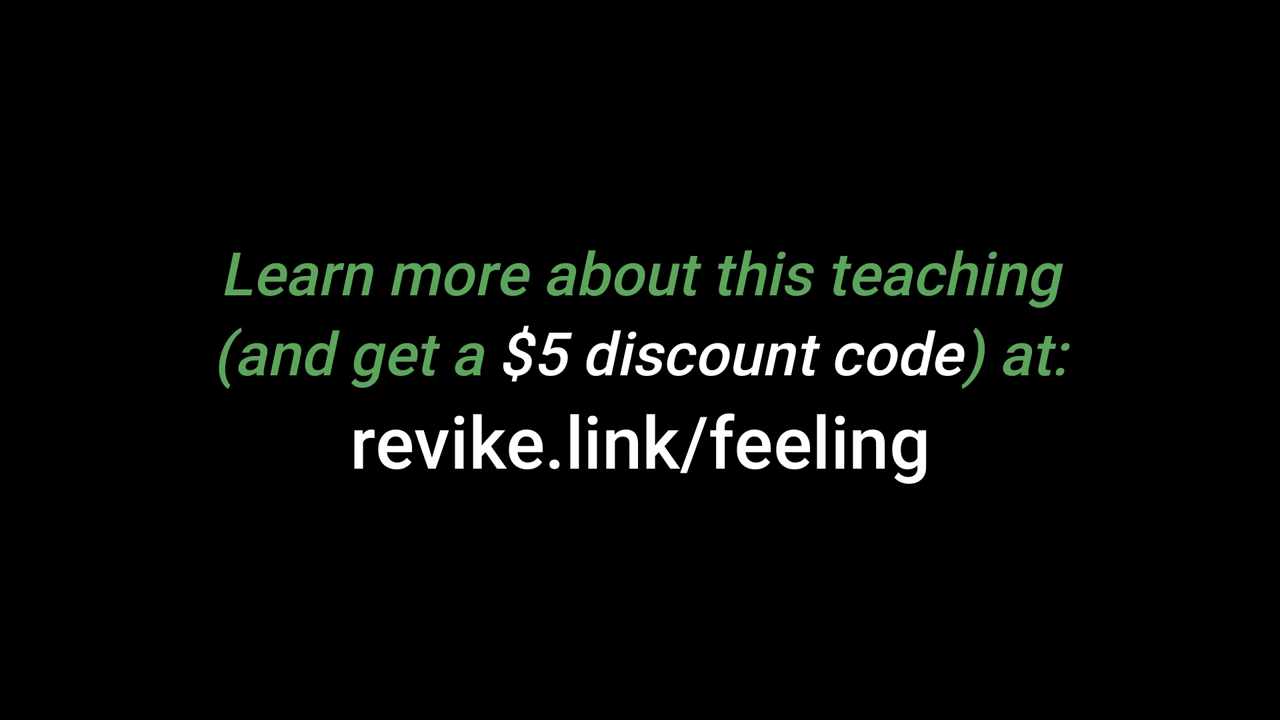 Learn more about this teaching
(and get a $5 discount code) at:
revike.link/feeling